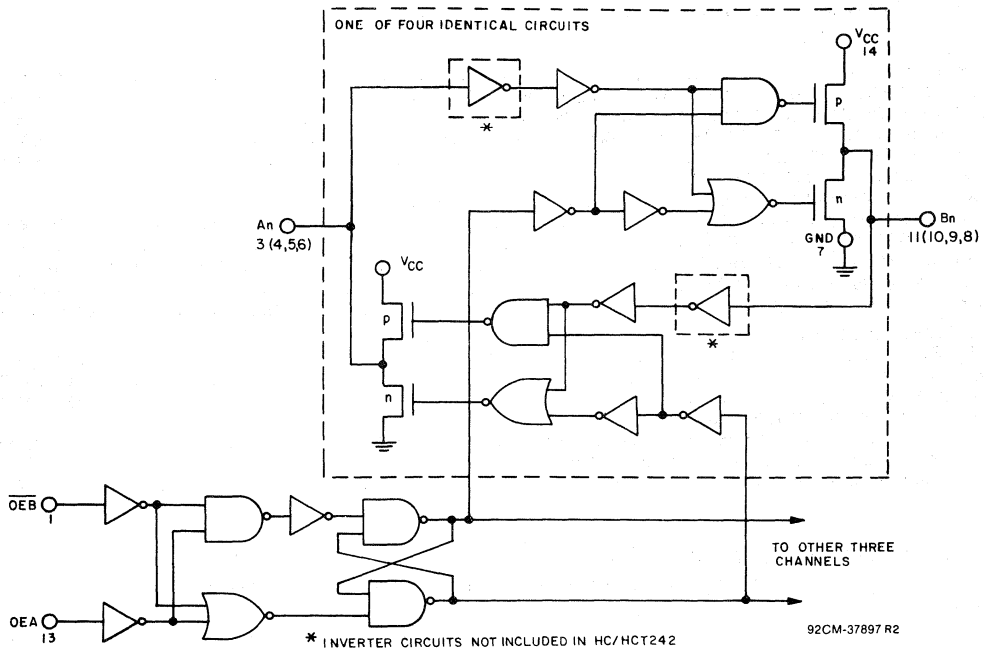 ONE OF FOUR IDENTICAL CIRCUITS
VCC
14
*
p
n
An
3 (4,5,6)
GND
7
Bn
11(10,9,8)
VCC
p
*
n
OEB
1
TO OTHER THREE
CHANNELS
OEA
13
* INVERTER CIRCUITS NOT INCLUDED IN HC/HCT242
92CM-37897 R2